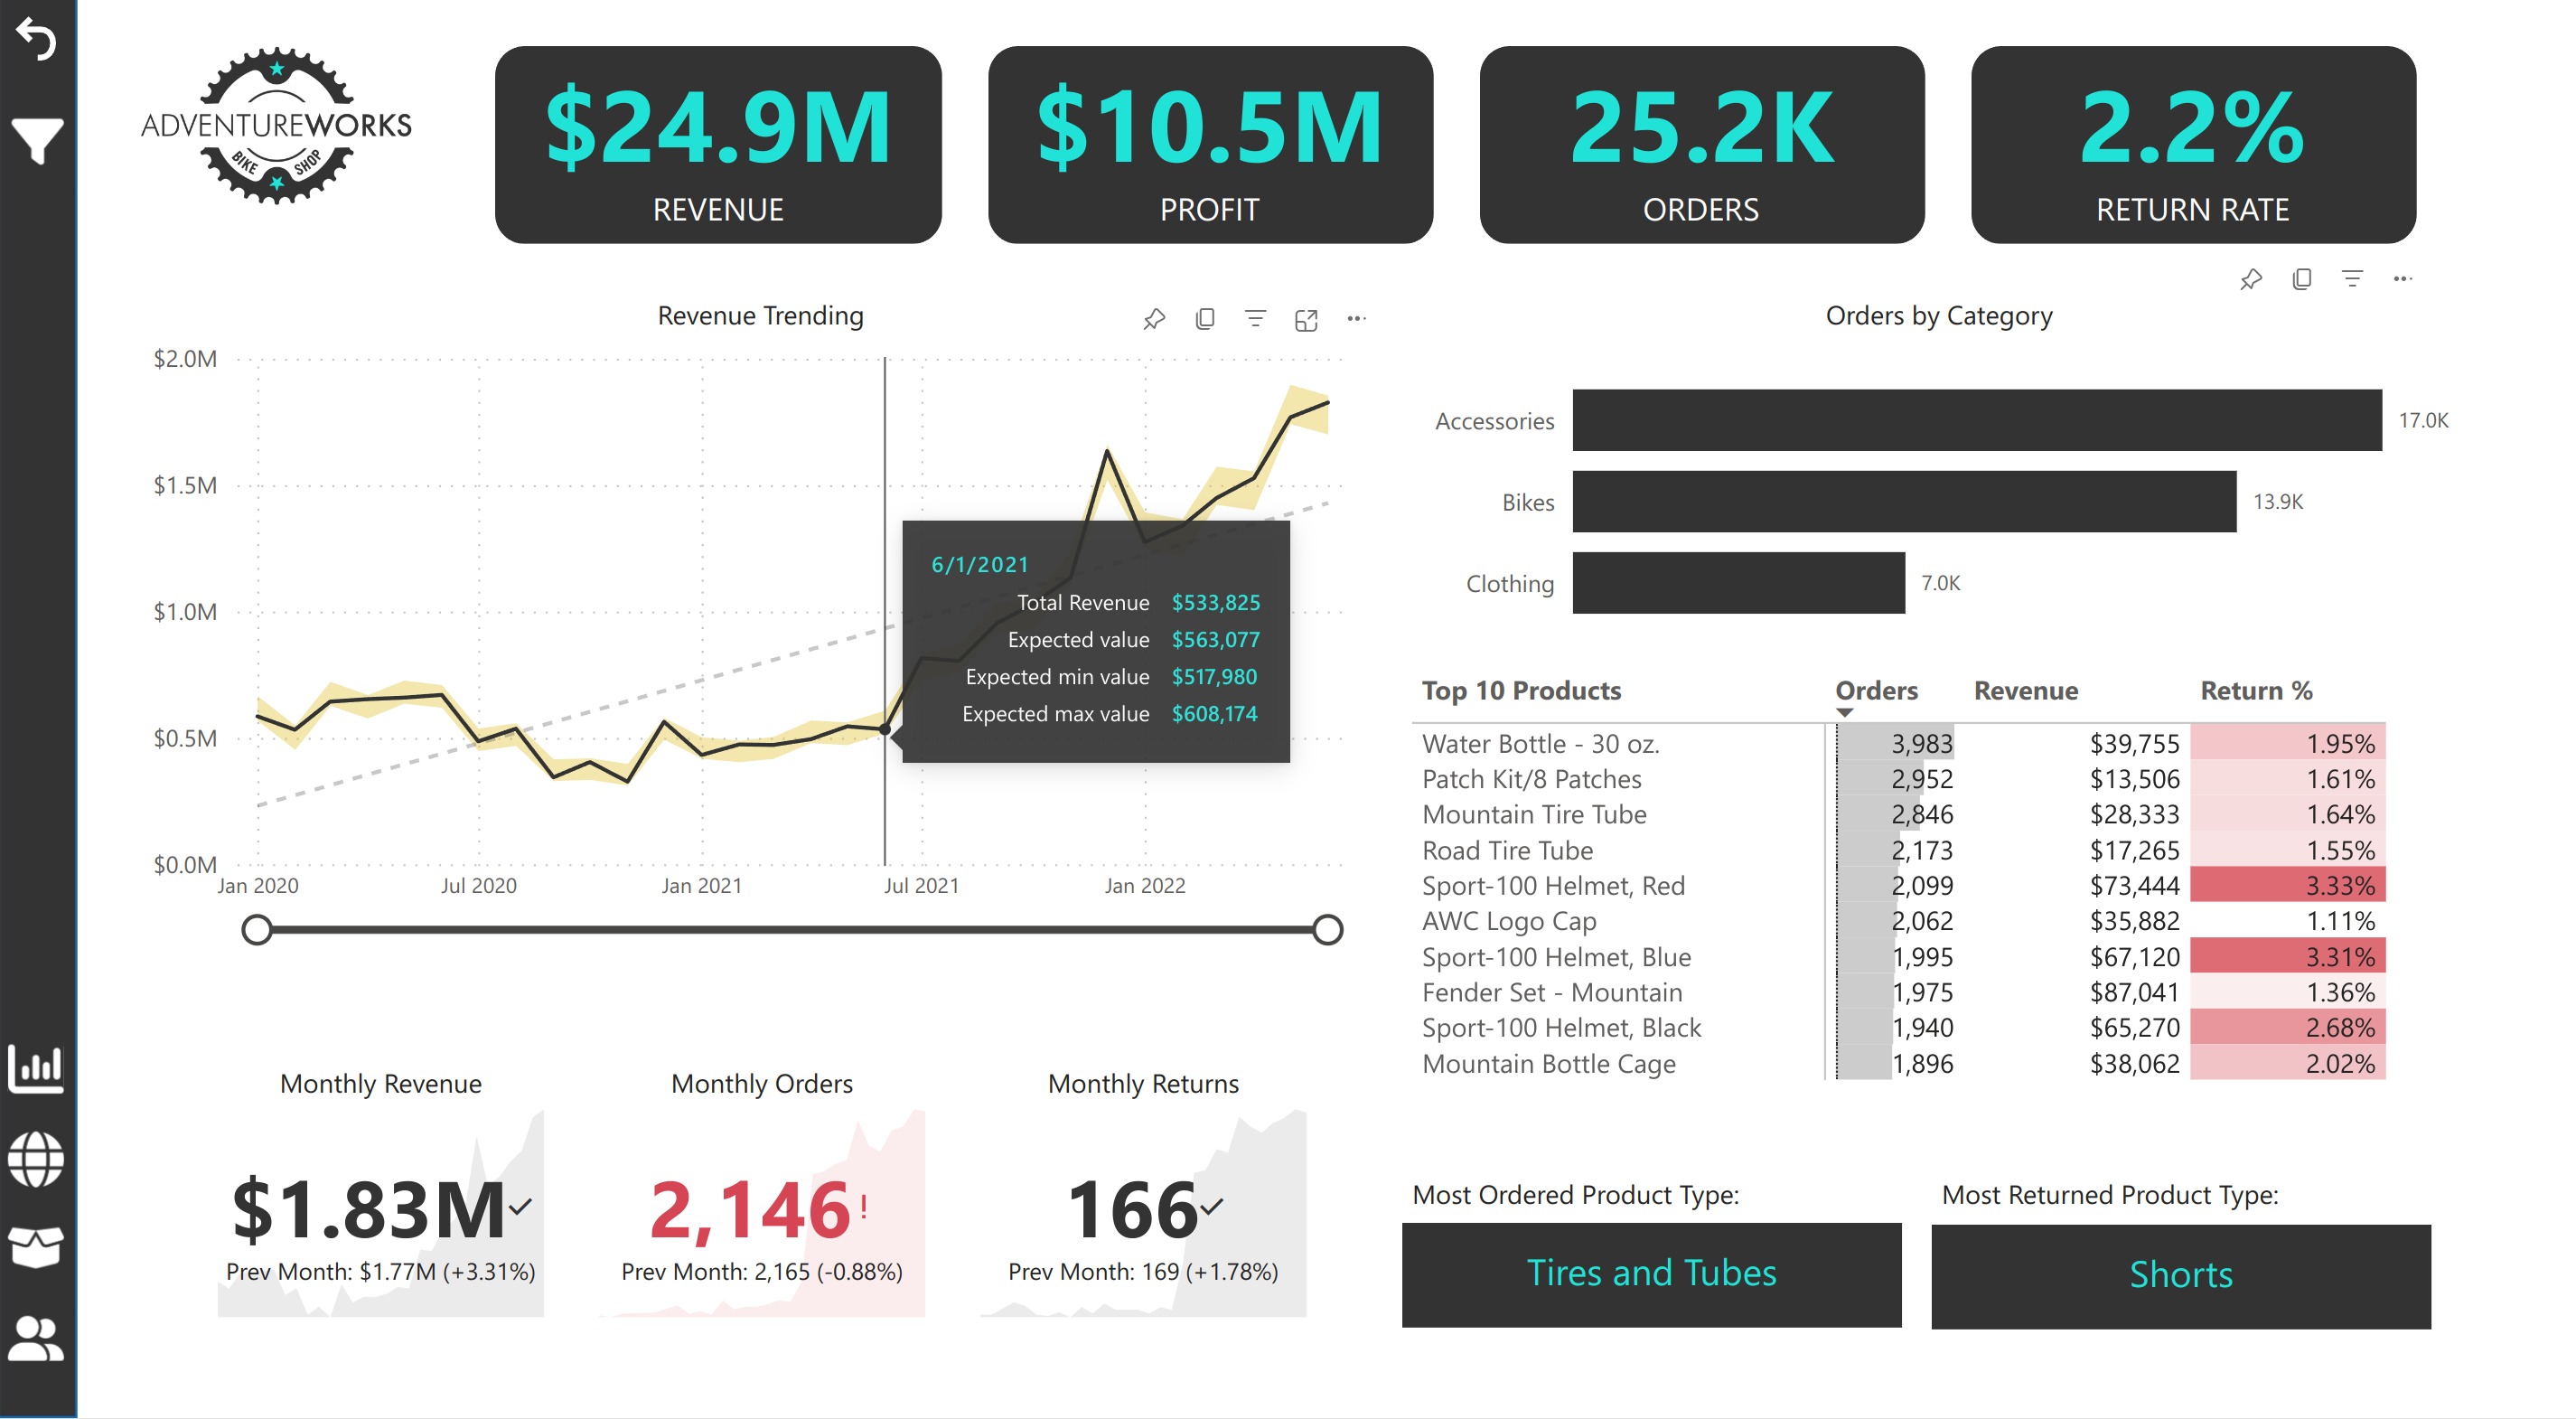 ADVENTUREWORKS
BIKE SHOP
$24.9M
REVENUE
$10.5M
PROFIT
25.2K
ORDERS
2.2%
RETURN RATE
Revenue Trending
$2.0M
$1.5M
$1.0M
$0.5M
$0.0M
Jan 2020 Jul 2020 Jan 2021 Jul 2021 Jan 2022
6/1/2021
Total Revenue $533,825
Expected value $563,077
Expected min value $517,980
Expected max value $608,174
Orders by Category
Accessories 17.0K
Bikes 13.9K
Clothing 7.0K
Top 10 Products Orders Revenue Return %
Water Bottle - 30 oz. 3,983 $39,755 1.95%
Patch Kit/8 Patches 2,952 $13,506 1.61%
Mountain Tire Tube 2,846 $28,333 1.64%
Road Tire Tube 2,173 $17,265 1.55%
Sport-100 Helmet, Red 2,099 $73,444 3.33%
AWC Logo Cap 2,062 $35,882 1.11%
Sport-100 Helmet, Blue 1,995 $67,120 3.31%
Fender Set - Mountain 1,975 $87,041 1.36%
Sport-100 Helmet, Black 1,940 $65,270 2.68%
Mountain Bottle Cage 1,896 $38,062 2.02%
Monthly Revenue
$1.83M
Prev Month: $1.77M (+3.31%)
Monthly Orders
2,146!
Prev Month: 2,165 (-0.88%)
Monthly Returns
166
Prev Month: 169 (+1.78%)
Most Ordered Product Type:
Tires and Tubes
Most Returned Product Type:
Shorts